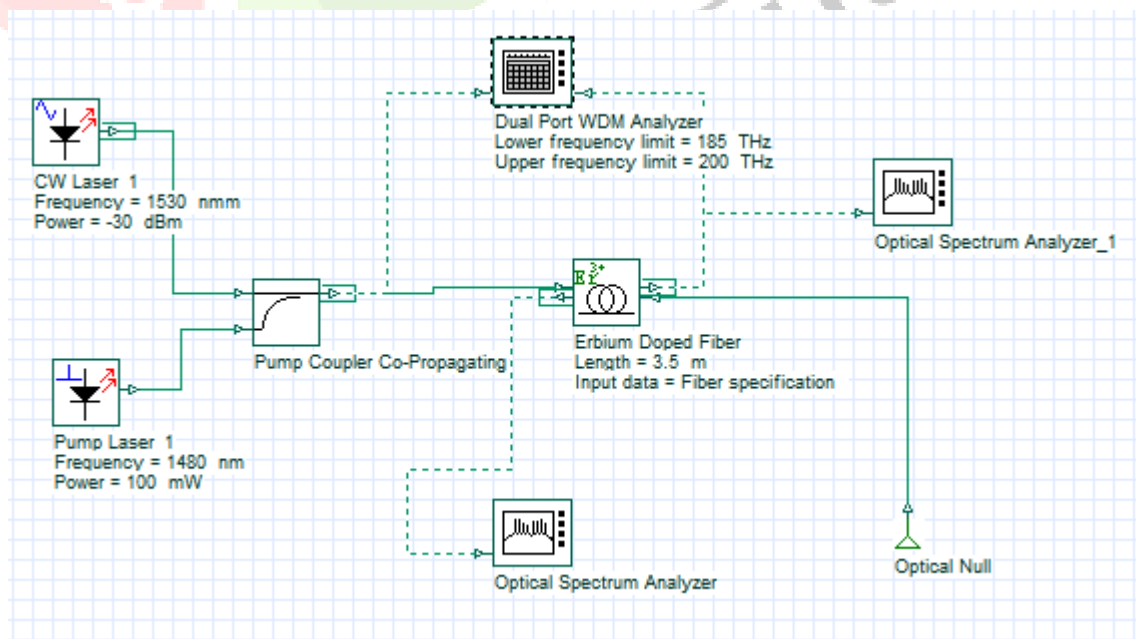 Dual Port WDM Analyzer
Lower frequency limit = 185 THz
Upper frequency limit = 200 THz
CW Laser 1
Frequency = 1530 nmm
Power = -30 dBm
Optical Spectrum Analyzer_1
Er 3+
Erbium Doped Fiber
Length = 3.5 m
Input data = Fiber specification
Pump Coupler Co-Propagating
Pump Laser 1
Frequency = 1480 nm
Power = 100 mW
Optical Spectrum Analyzer
Optical Null